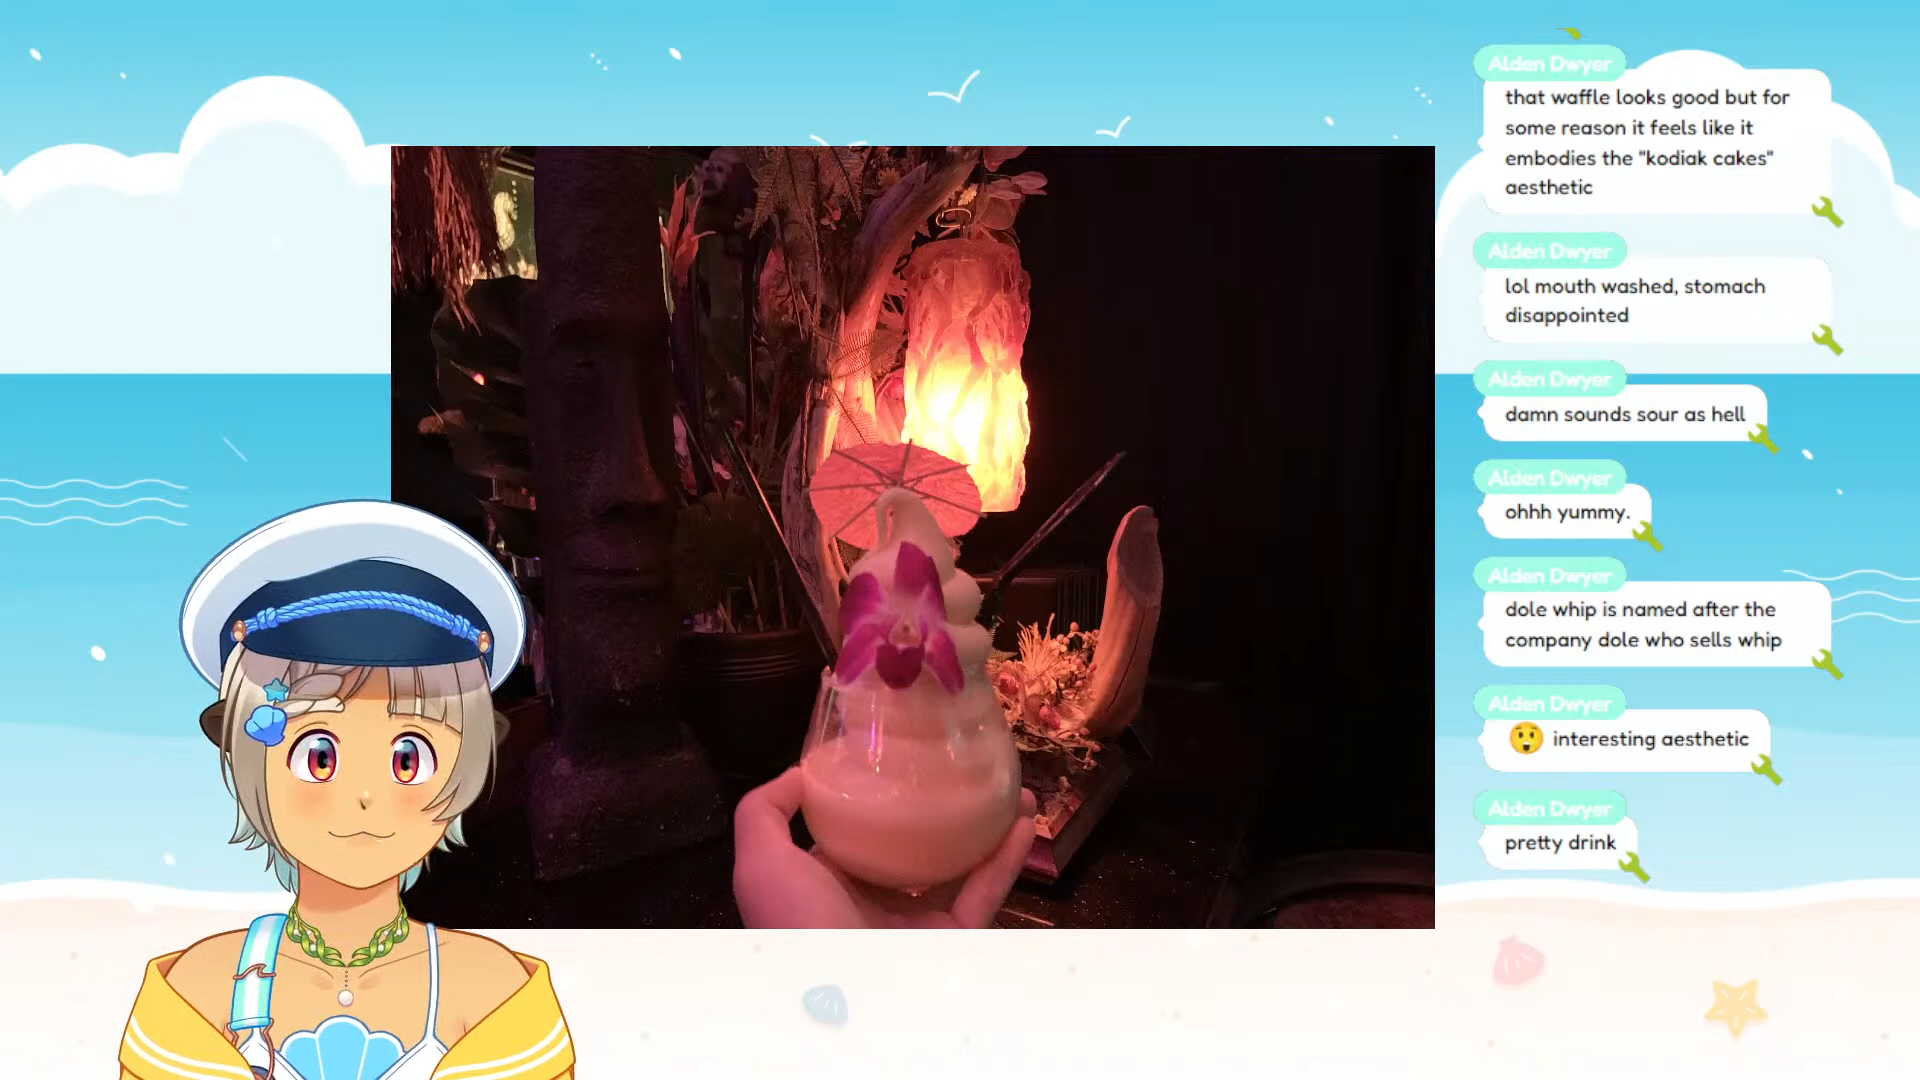 Alden Dwyer
that waffle looks good but for
some reason it feels like it
embodies the "kodiak cakes"
aesthetic
Alden Dwyer
lol mouth washed, stomach
disappointed
Alden Dwyer
damn sounds sour as hell
Alden Dwyer
ohhh yummy.
Alden Dwyer
dole whip is named after the
company dole who sells whip
Alden Dwyer
😲 interesting aesthetic
Alden Dwyer
pretty drink